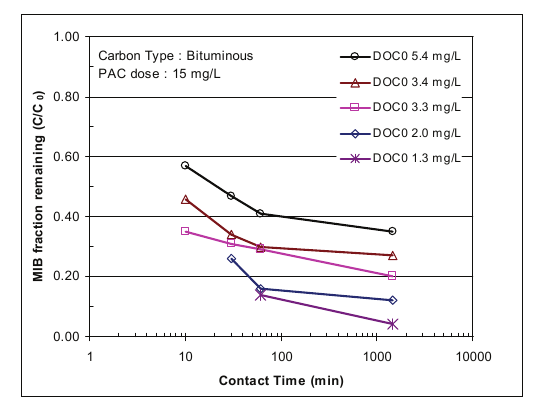 Carbon Type : Bituminous
PAC dose : 15 mg/L
DOC0 5.4 mg/L
DOC0 3.4 mg/L
DOC0 3.3 mg/L
DOC0 2.0 mg/L
DOC0 1.3 mg/L
MIB fraction remaining (C/C₀)
1.00
0.80
0.60
0.40
0.20
0.00
1
10
100
1000
10000
Contact Time (min)